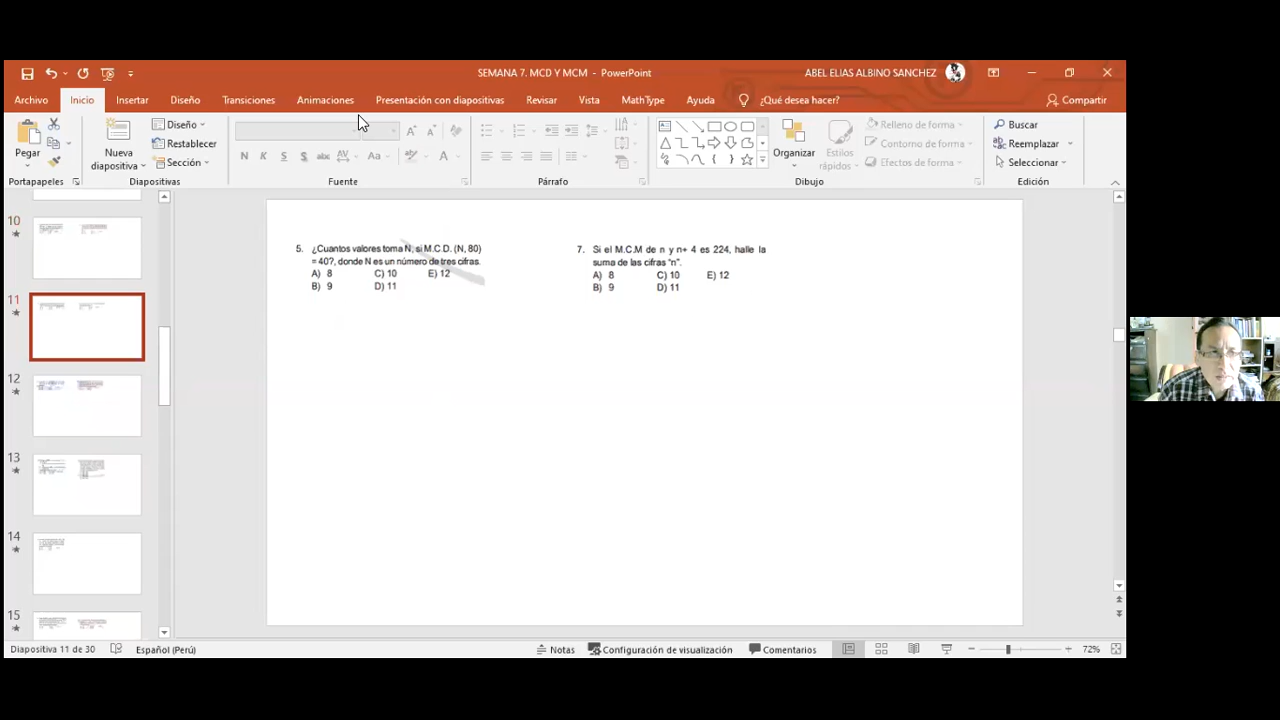 SEMANA 7. MCD Y MCM - PowerPoint
ABEL ELIAS ALBINO SANCHEZ
Archivo Inicio Insertar Diseño Transiciones Animaciones Presentación con diapositivas Revisar Vista MathType Ayuda ¿Qué desea hacer? Compartir
Pegar
Portapapeles
Nueva
diapositiva
Diseño
Restablecer
Sección
Diapositivas
N K S S abc AV Aa A
Fuente
Párrafo
Organizar
Estilos
rápidos
Relleno de forma
Contorno de forma
Efectos de forma
Dibujo
Buscar
Reemplazar
Seleccionar
Edición
10
11
12
13
14
15
5. ¿Cuantos valores toma N, si M.C.D. (N, 80)
= 40?, donde N es un número de tres cifras.
A) 8 C) 10 E) 12
B) 9 D) 11
7. Si el M.C.M de n y n+ 4 es 224, halle la
suma de las cifras "n".
A) 8 C) 10 E) 12
B) 9 D) 11
Diapositiva 11 de 30 Español (Perú) Notas Configuración de visualización Comentarios 72%